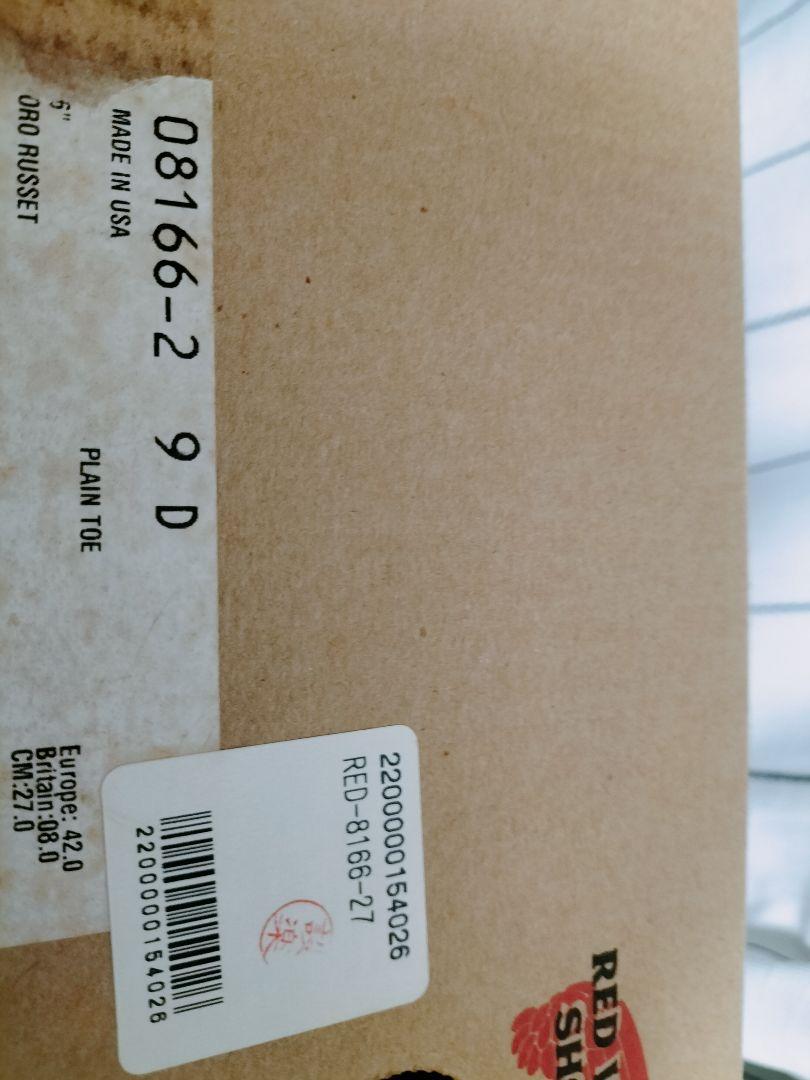 08166-2 9 D
MADE IN USA
PLAIN TOE
6"
ORO RUSSET
Europe: 42.0
Britain:08.0
CM:27.0
2200000154026
RED-8166-27
2200000154026
RED